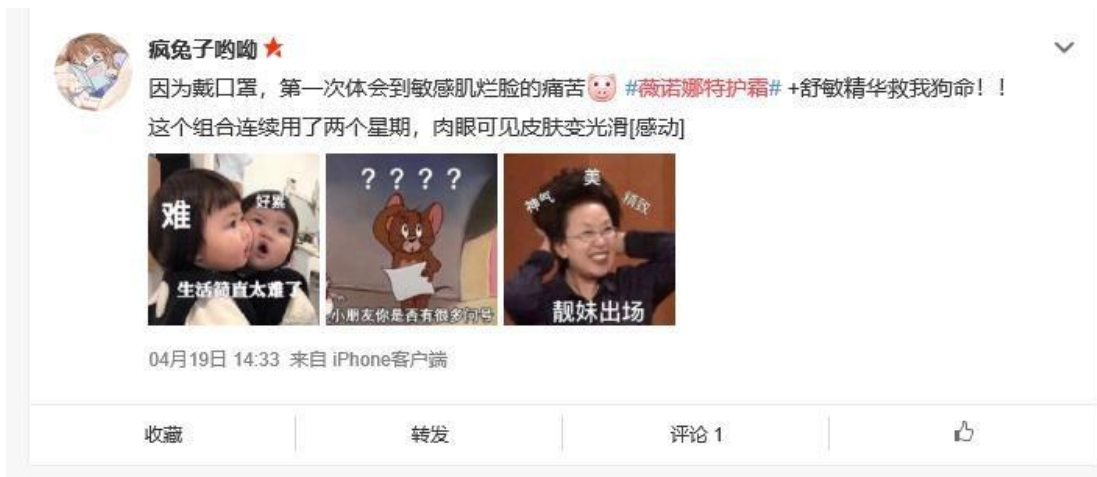 疯兔子哟呦
因为戴口罩，第一次体会到敏感肌烂脸的痛苦 #薇诺娜特护霜# +舒敏精华救我狗命！！
这个组合连续用了两个星期，肉眼可见皮肤变光滑[感动]
难
好累
生活简直太难了
？？？？
小朋友你是否有很多问号
神气
美
精致
靓妹出场
04月19日 14:33 来自 iPhone客户端
收藏
转发
评论 1